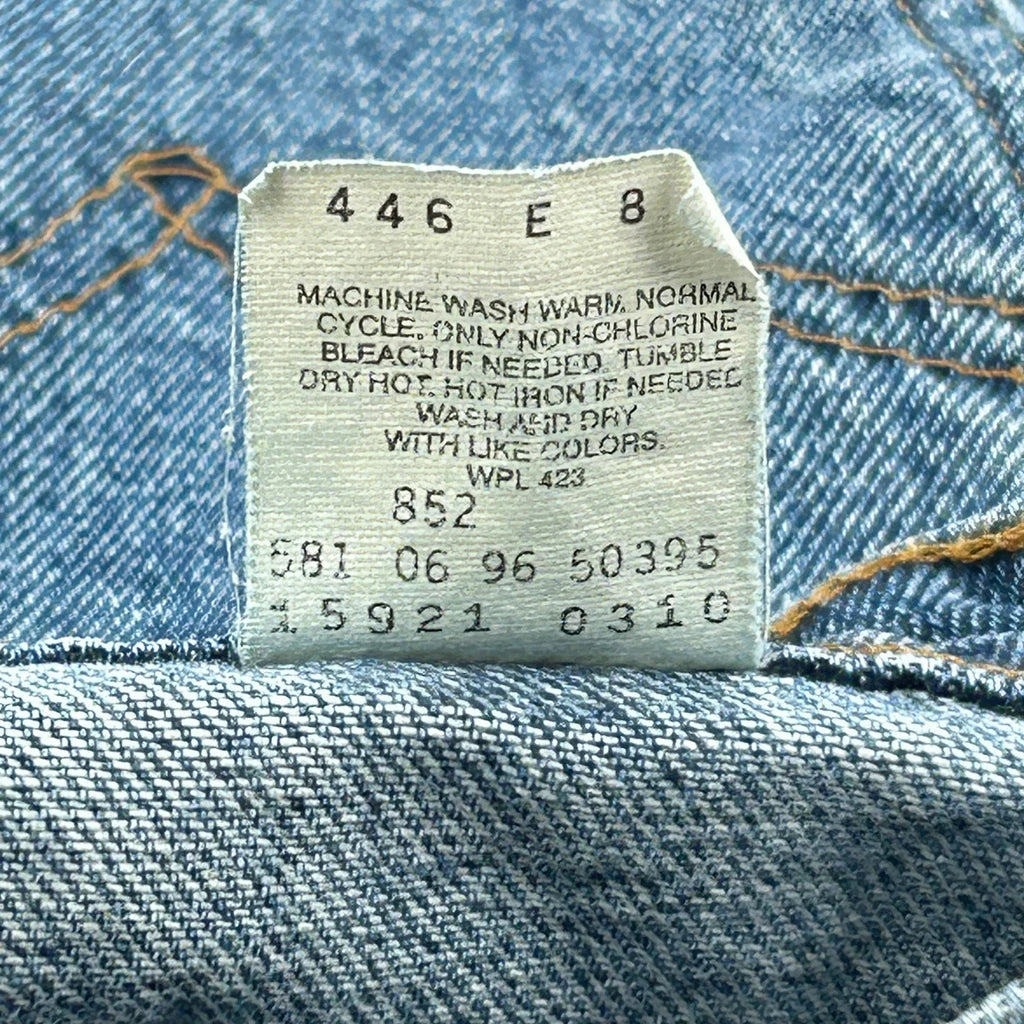 446 E 8
MACHINE WASH WARM, NORMAL
CYCLE. ONLY NON-CHLORINE
BLEACH IF NEEDED. TUMBLE
DRY HOT. HOT IRON IF NEEDED
WASH AND DRY
WITH LIKE COLORS.
WPL 423
852
581 06 96 50395
15921 0310